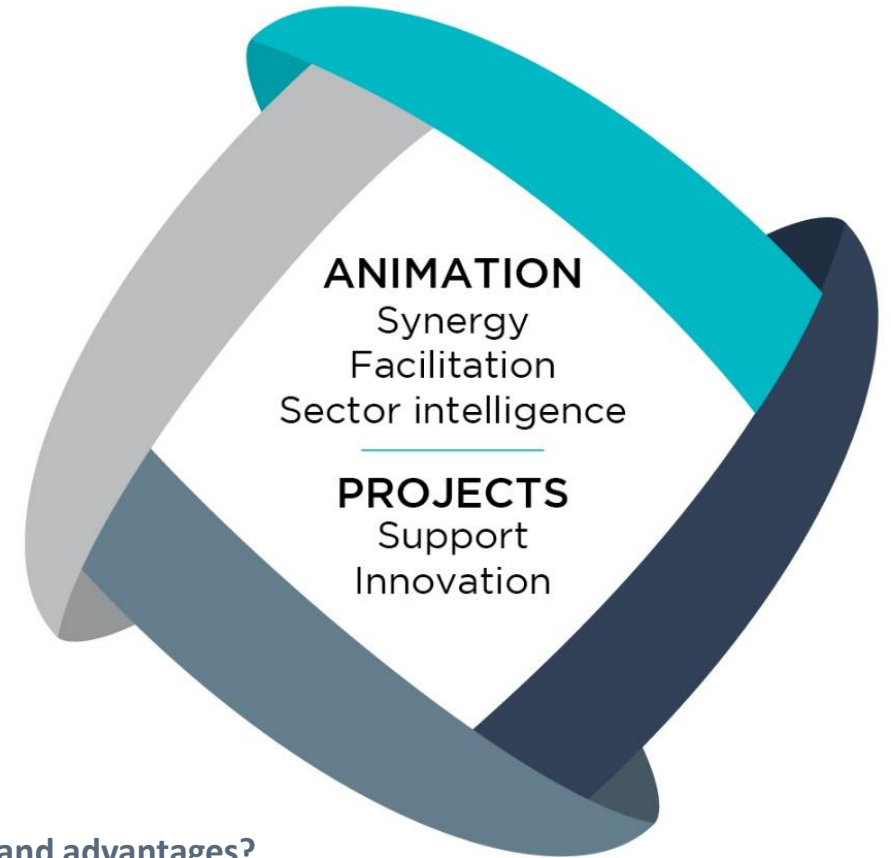 ANIMATION
Synergy
Facilitation
Sector intelligence
PROJECTS
Support
Innovation
and advantages?